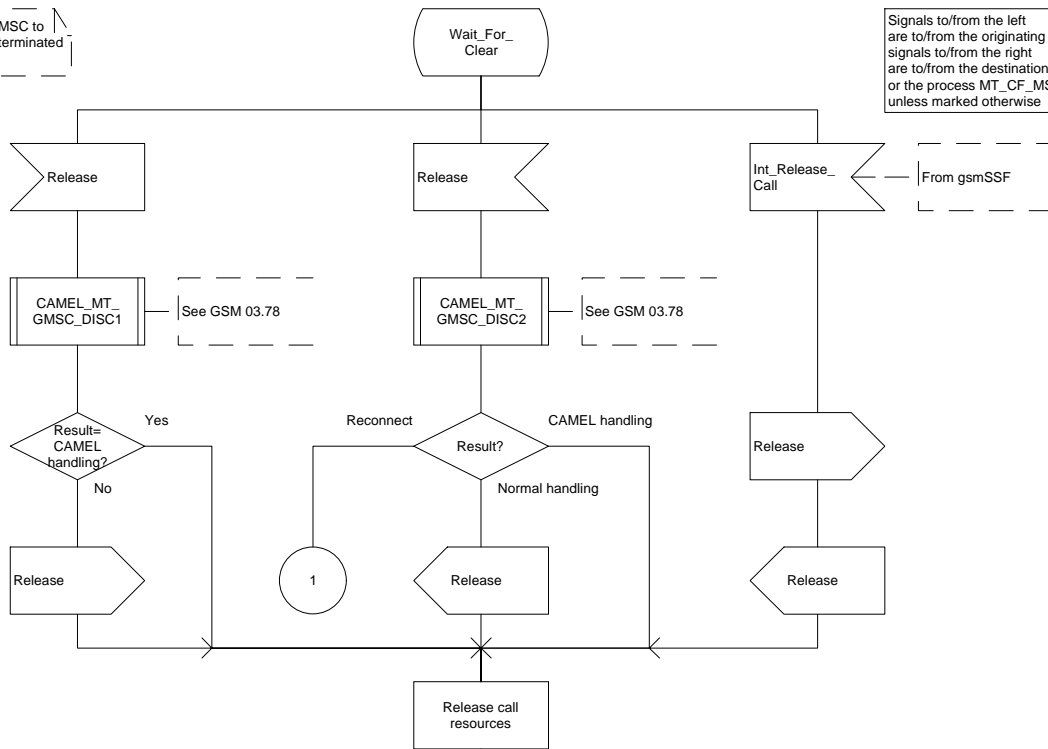 MSC to
terminated
Wait_For_
Clear
Signals to/from the left
are to/from the originating
signals to/from the right
are to/from the destination
or the process MT_CF_MS
unless marked otherwise
Release
Release
Int_Release_
Call
From gsmSSF
CAMEL_MT_
GMSC_DISC1
See GSM 03.78
CAMEL_MT_
GMSC_DISC2
See GSM 03.78
Result=
CAMEL
handling?
Yes
No
Reconnect
Result?
CAMEL handling
Normal handling
Release
Release
1
Release
Release
Release call
resources